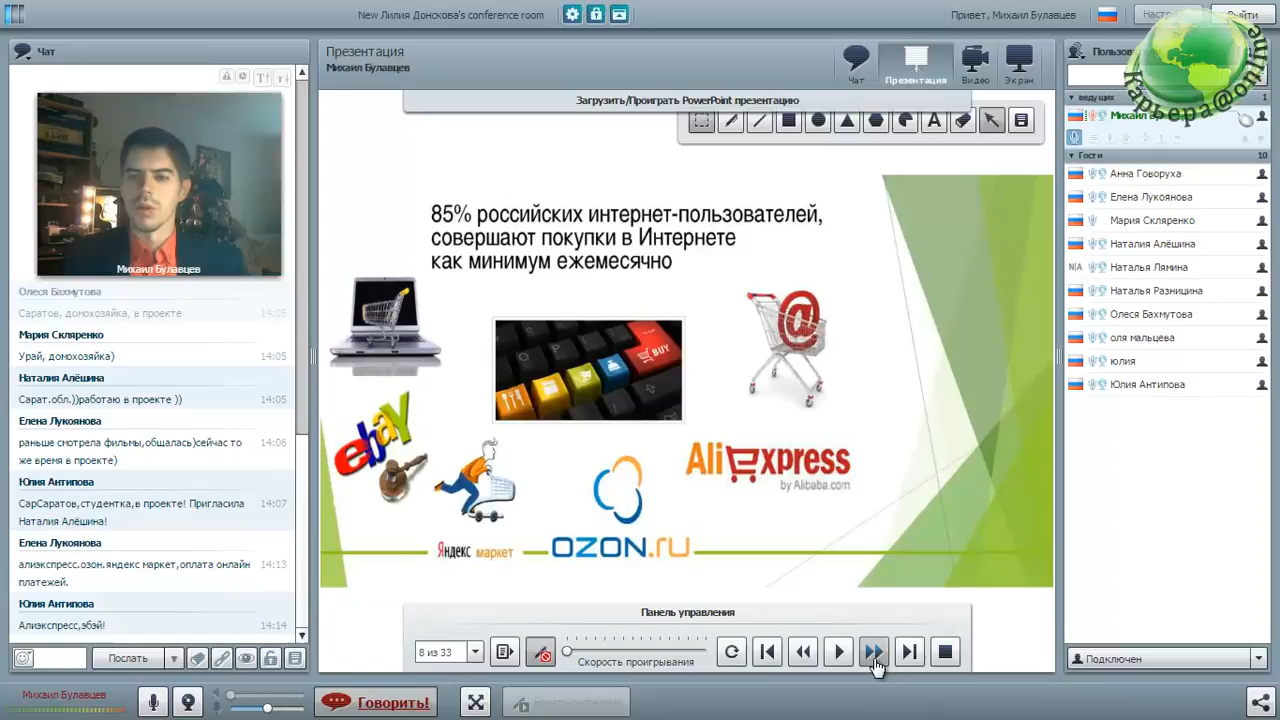 New Лилия Донскова's conference room
Привет, Михаил Булавцев
Выйти
Чат
Михаил Булавцев
Олеся Бахмутова
Саратов, домохозяйка, в проекте 14:05
Мария Скляренко
Урай, домохозяйка) 14:05
Наталия Алёшина
Сарат.обл.))работаю в проекте )) 14:05
Елена Лукоянова
раньше смотрела фильмы,общалась)сейчас то
же время в проекте) 14:06
Юлия Антипова
СарСаратов,студентка,в проекте! Пригласила
Наталия Алёшина! 14:07
Елена Лукоянова
алиэкспресс.озон.яндекс маркет,оплата онлайн
платежей. 14:13
Юлия Антипова
Алиэкспресс,эбэй! 14:14
Послать
Михаил Булавцев
Говорить!
Презентация
Михаил Булавцев
Чат
Презентация
Видео
Экран
Загрузить/Проиграть PowerPoint презентацию
85% российских интернет-пользователей,
совершают покупки в Интернете
как минимум ежемесячно
BUY
@
ebay
AliExpress
by Alibaba.com
Яндекс маркет
OZON.ru
Панель управления
8 из 33
Скорость проигрывания
Карьера@online
ведущих 1
Михаил
Гости 10
Анна Говоруха
Елена Лукоянова
Мария Скляренко
Наталия Алёшина
N/A Наталья Лямина
Наталья Разницина
Олеся Бахмутова
оля мальцева
юлия
Юлия Антипова
Подключен